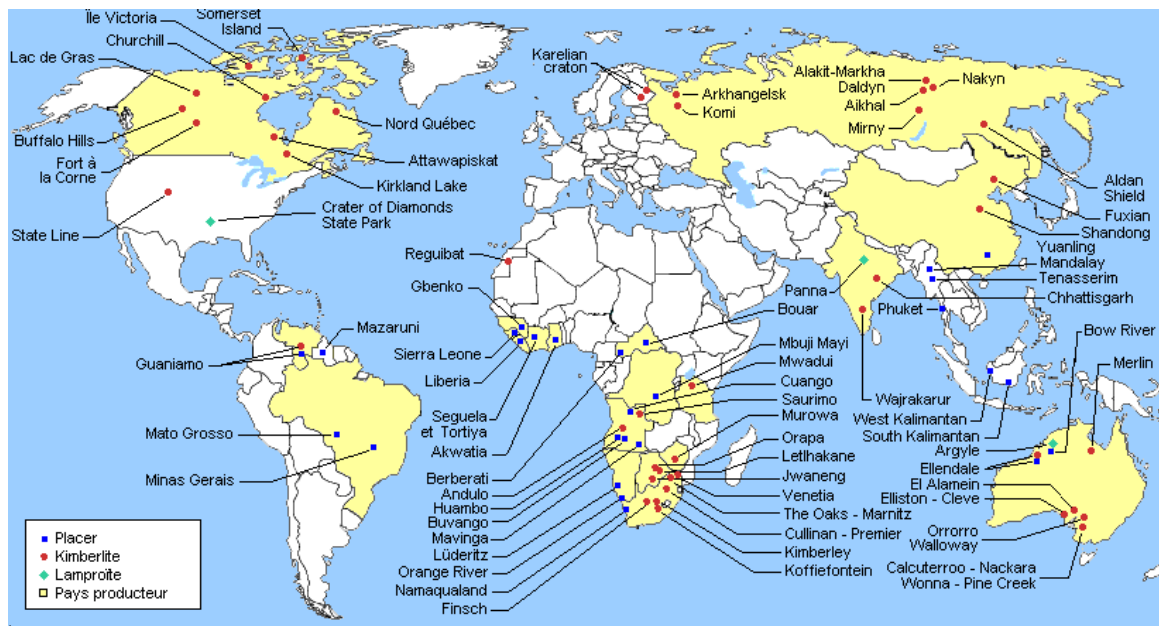 Île Victoria
Somerset
Island
Churchill
Lac de Gras
Buffalo Hills
Fort à
la Corne
Nord Québec
Attawapiskat
Kirkland Lake
State Line
Crater of Diamonds
State Park
Karelian
craton
Arkhangelsk
Komi
Alakit-Markha
Daldyn
Aikhal
Mirny
Nakyn
Aldan
Shield
Fuxian
Shandong
Yuanling
Mandalay
Tenasserim
Chhattisgarh
Panna
Phuket
Wajrakarur
West Kalimantan
South Kalimantan
Bow River
Merlin
Argyle
Ellendale
El Alamein
Elliston - Cleve
Orrorro
Walloway
Calcuterroo - Nackara
Wonna - Pine Creek
Reguibat
Gbenko
Sierra Leone
Liberia
Seguela
et Tortiya
Akwatia
Berberati
Andulo
Huambo
Buvango
Mavinga
Lüderitz
Orange River
Namaqualand
Finsch
Bouar
Mbuji Mayi
Mwadui
Cuango
Saurimo
Murowa
Orapa
Letlhakane
Jwaneng
Venetia
The Oaks - Marnitz
Cullinan - Premier
Kimberley
Koffiefontein
Mazaruni
Guaniamo
Mato Grosso
Minas Gerais
Placer
Kimberlite
Lamproïte
Pays producteur